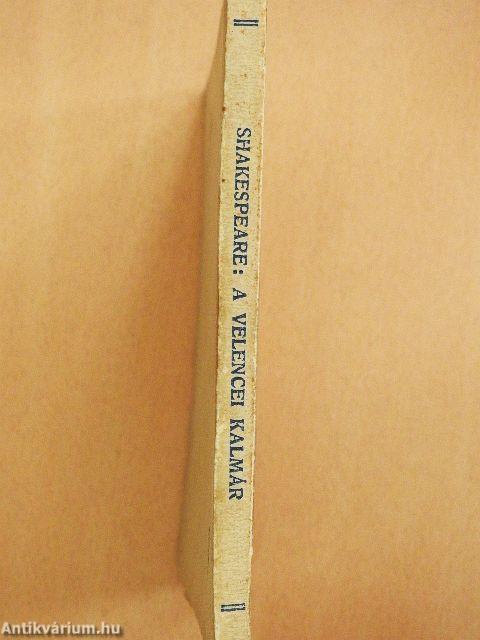 SHAKESPEARE: A VELENCEI KALMÁR
Antikvárium.hu